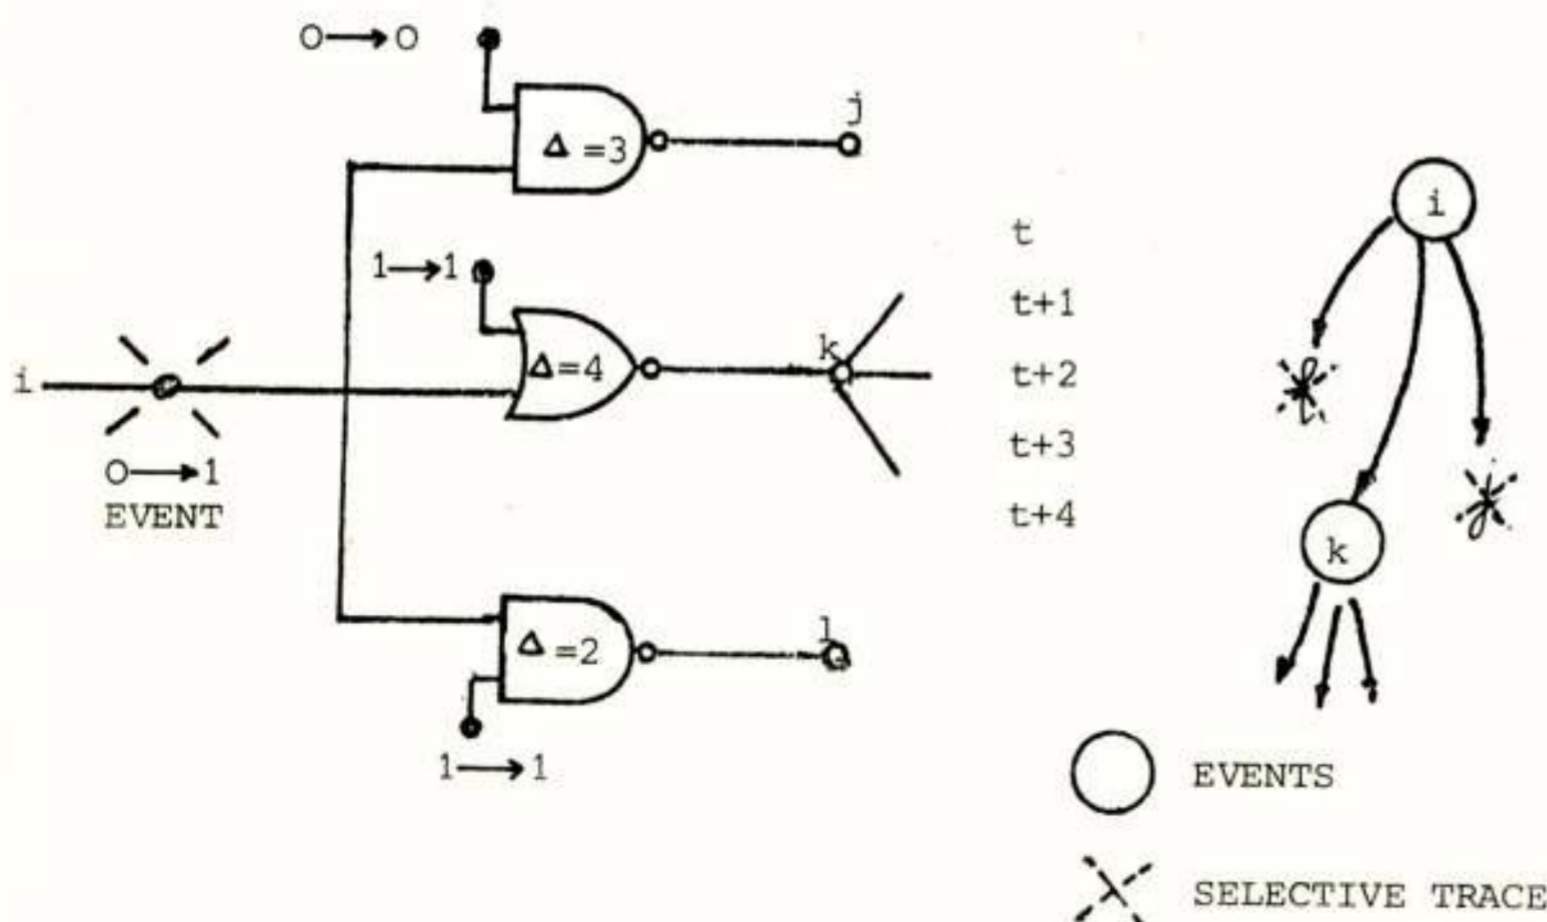 0→0
j
Δ=3
1→1
k
Δ=4
i
0→1
EVENT
l
Δ=2
1→1
t
t+1
t+2
t+3
t+4
i
k
EVENTS
SELECTIVE TRACE